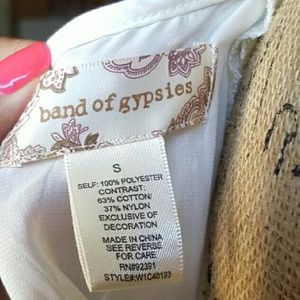 band of gypsies
S
SELF: 100% POLYESTER
CONTRAST:
63% COTTON/
37% NYLON
EXCLUSIVE OF
DECORATION
MADE IN CHINA
SEE REVERSE
FOR CARE
RN#92391
STYLE#:W1C40193